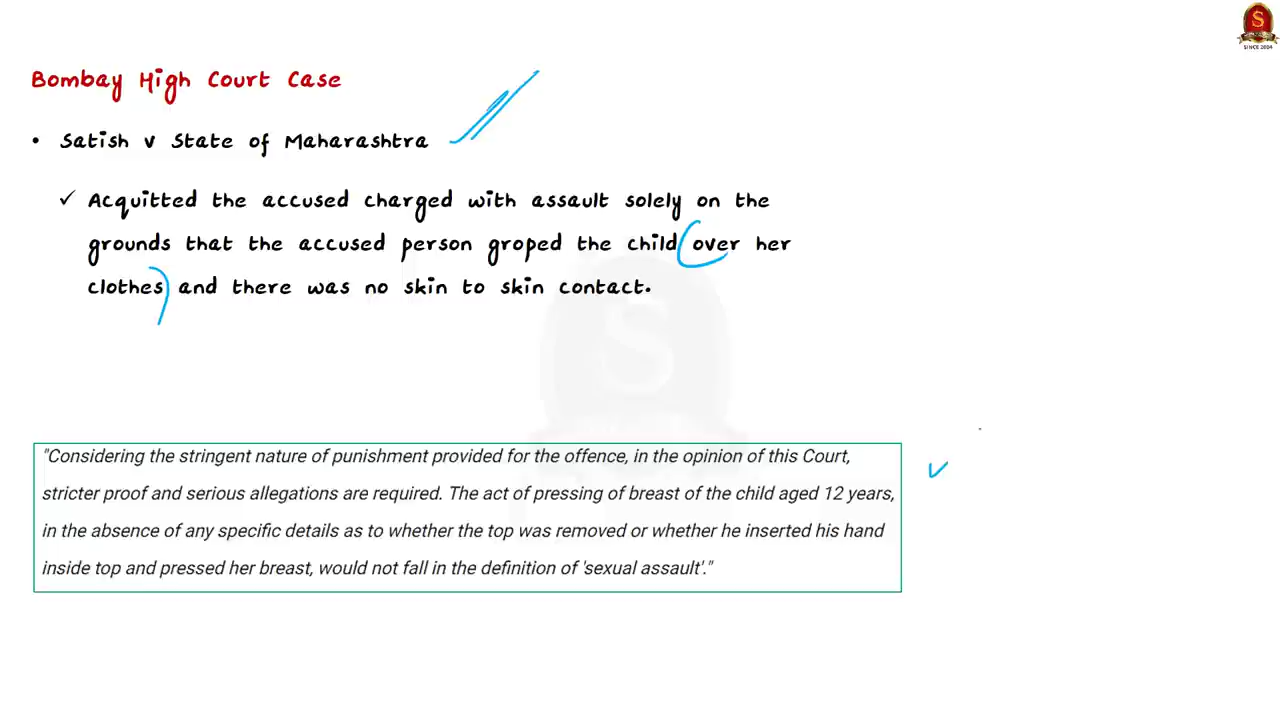 S
SINCE 2004
Bombay High Court Case
• Satish v State of Maharashtra
✓ Acquitted the accused charged with assault solely on the
grounds that the accused person groped the child (over her
clothes) and there was no skin to skin contact.
S
"Considering the stringent nature of punishment provided for the offence, in the opinion of this Court,
stricter proof and serious allegations are required. The act of pressing of breast of the child aged 12 years,
in the absence of any specific details as to whether the top was removed or whether he inserted his hand
inside top and pressed her breast, would not fall in the definition of 'sexual assault'."